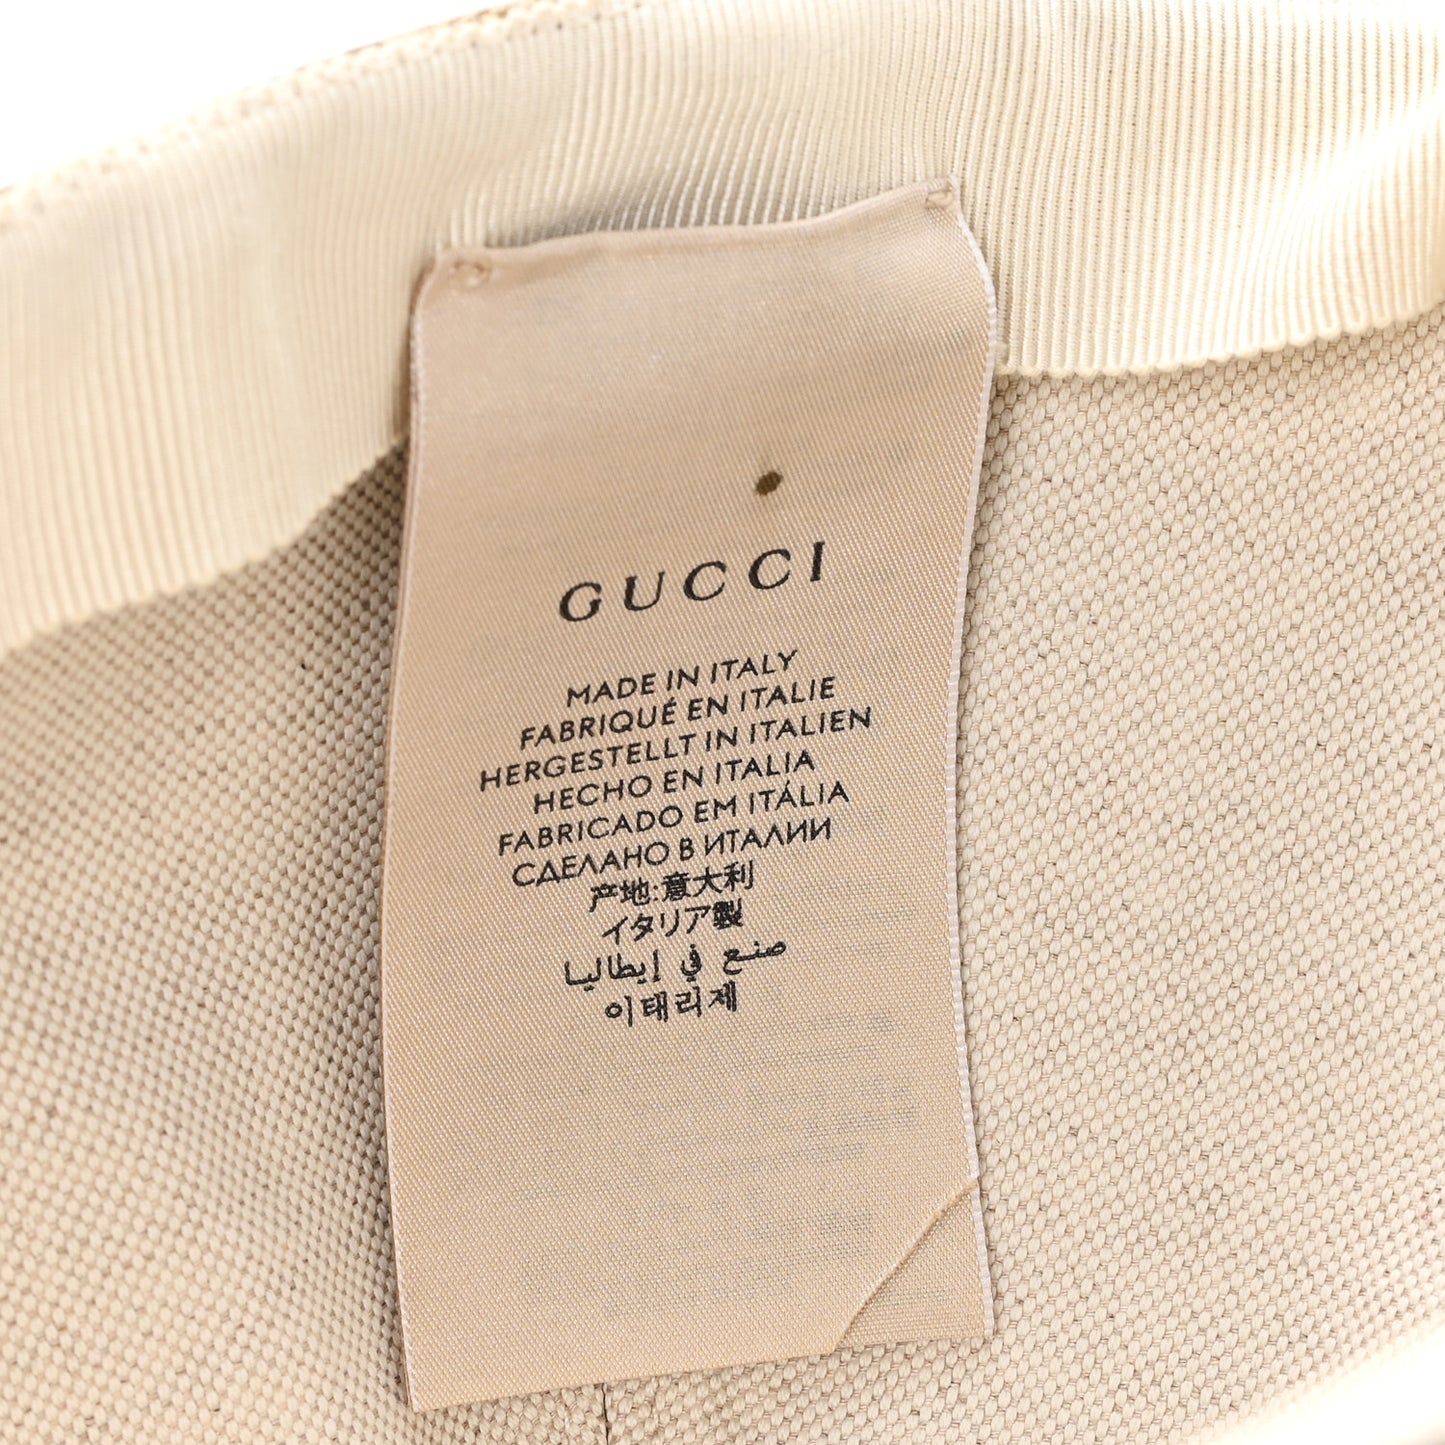 GUCCI
MADE IN ITALY
FABRIQUÉ EN ITALIE
HERGESTELLT IN ITALIEN
HECHO EN ITALIA
FABRICADO EM ITÁLIA
СДЕЛАНО В ИТАЛИИ
产地:意大利
イタリア製
صنع في إيطاليا
이태리제